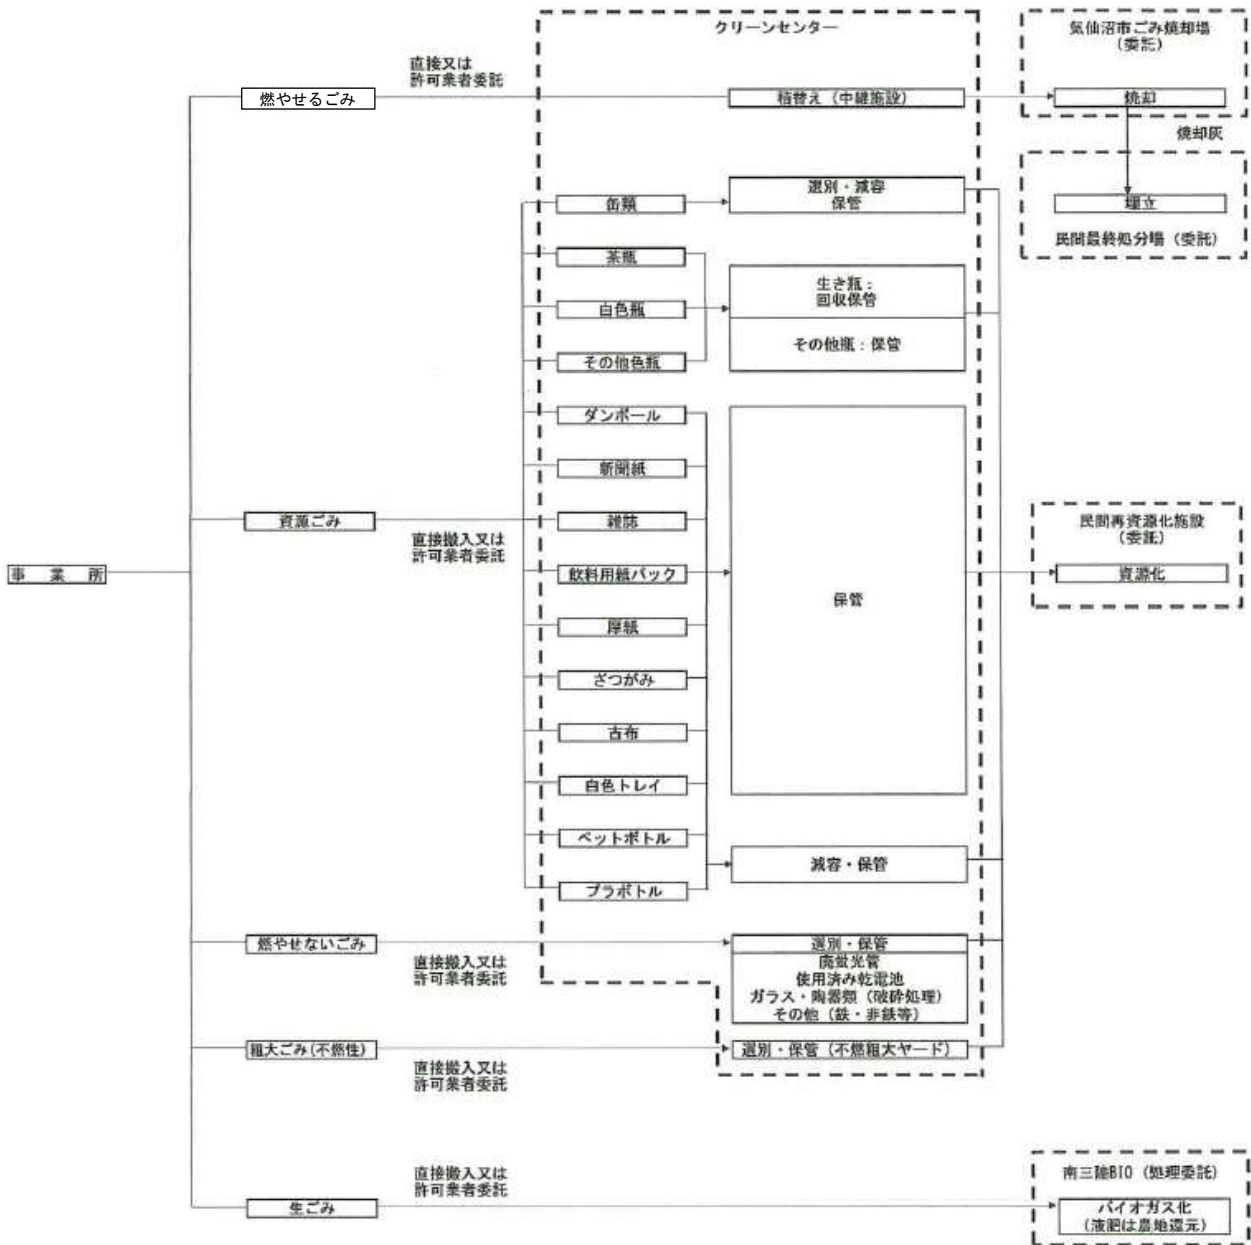 クリーンセンター
気仙沼市ごみ焼却場
(委託)
直接又は
許可業者委託
燃やせるごみ
積替え(中継施設)
焼却
焼却灰
選別・減容
保管
缶類
埋立
民間最終処分場(委託)
茶瓶
生き瓶:
回収保管
白色瓶
その他瓶:保管
その他色瓶
ダンボール
新聞紙
資源ごみ
直接搬入又は
許可業者委託
雑誌
民間再資源化施設
(委託)
事 業 所
飲料用紙パック
保管
資源化
厚紙
ざつがみ
古布
白色トレイ
ペットボトル
減容・保管
プラボトル
燃やせないごみ
直接搬入又は
許可業者委託
選別・保管
廃蛍光管
使用済み乾電池
ガラス・陶器類(破砕処理)
その他(鉄・非鉄等)
粗大ごみ(不燃性)
選別・保管(不燃粗大ヤード)
直接搬入又は
許可業者委託
直接搬入又は
許可業者委託
南三陸BIO(処理委託)
生ごみ
バイオガス化
(液肥は農地還元)